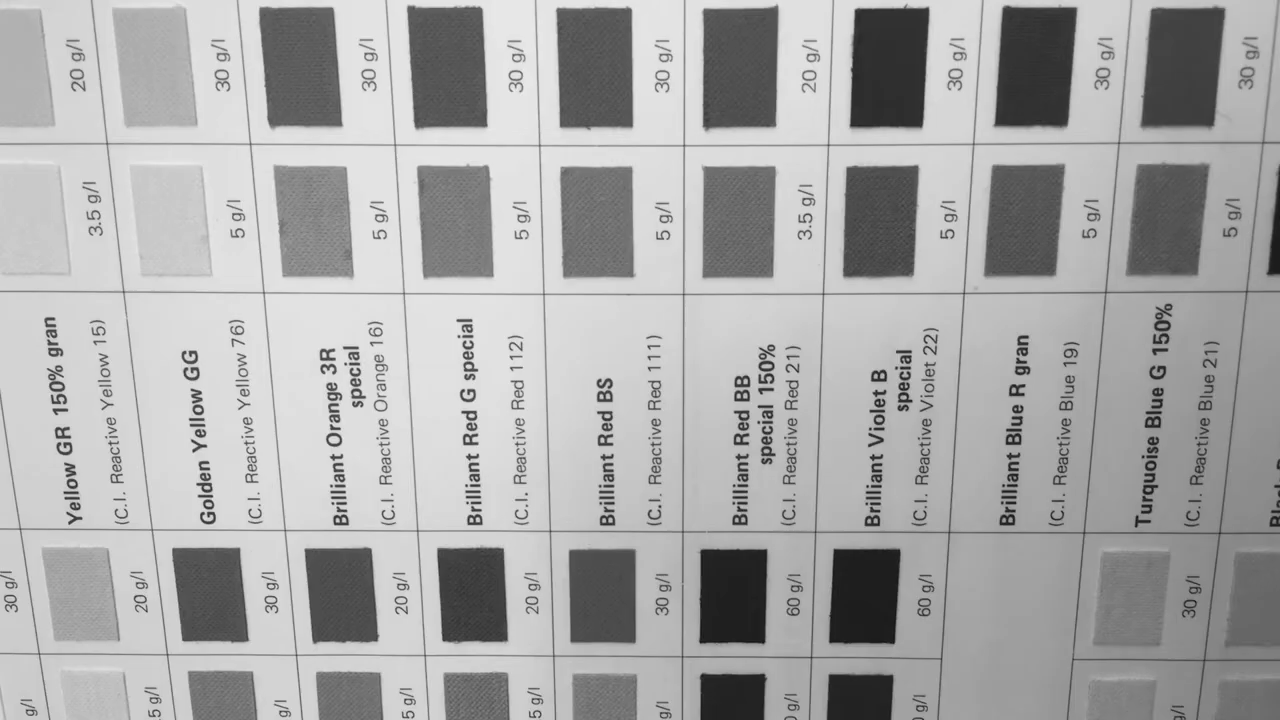 30 g/l
Yellow GR 150% gran
(C.I. Reactive Yellow 15)
3.5 g/l
20 g/l
20 g/l
Golden Yellow GG
(C.I. Reactive Yellow 76)
5 g/l
30 g/l
30 g/l
Brilliant Orange 3R
special
(C.I. Reactive Orange 16)
5 g/l
30 g/l
20 g/l
Brilliant Red G special
(C.I. Reactive Red 112)
5 g/l
30 g/l
20 g/l
Brilliant Red BS
(C.I. Reactive Red 111)
5 g/l
30 g/l
30 g/l
Brilliant Red BB
special 150%
(C.I. Reactive Red 21)
3.5 g/l
20 g/l
60 g/l
Brilliant Violet B
special
(C.I. Reactive Violet 22)
5 g/l
30 g/l
60 g/l
Brilliant Blue R gran
(C.I. Reactive Blue 19)
5 g/l
30 g/l
Turquoise Blue G 150%
(C.I. Reactive Blue 21)
5 g/l
30 g/l
30 g/l